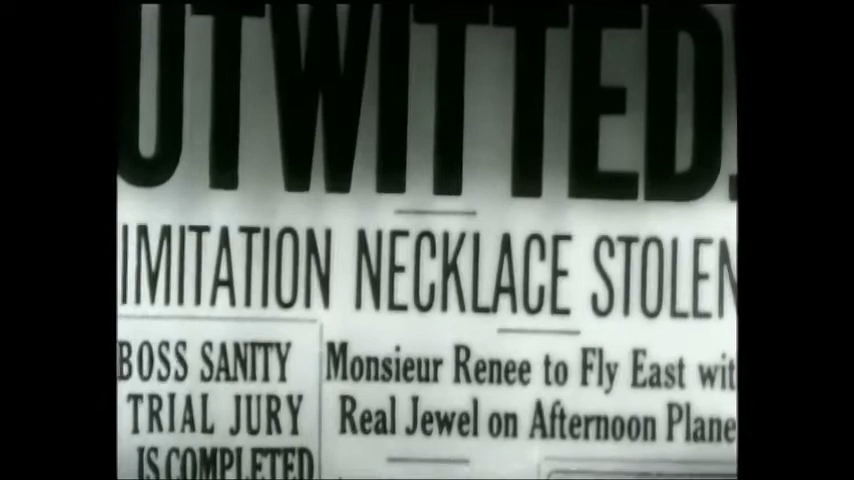 UTWITTED.
IMITATION NECKLACE STOLEN
BOSS SANITY
TRIAL JURY
IS COMPLETED
Monsieur Renee to Fly East wit
Real Jewel on Afternoon Plane